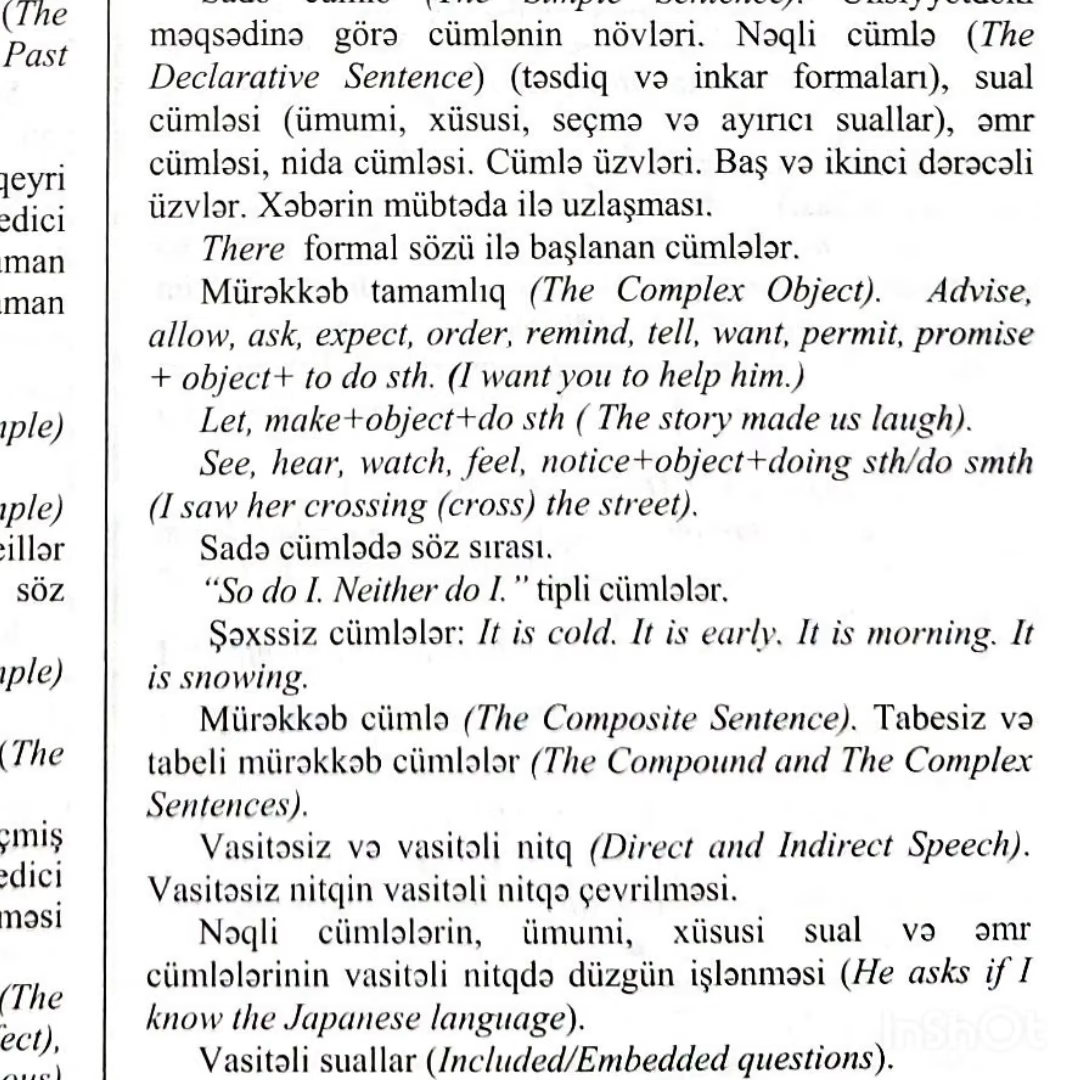 (The
Past
qeyri
edici
man
man
mple)
mple)
eillər
söz
mple)
(The
çmiş
edici
məsi
(The
fect),
ous)
Sadə cümlə (The Simple Sentence). Ünsiyyətdəki
məqsədinə görə cümlənin növləri. Nəqli cümlə (The
Declarative Sentence) (təsdiq və inkar formaları), sual
cümləsi (ümumi, xüsusi, seçmə və ayırıcı suallar), əmr
cümləsi, nida cümləsi. Cümlə üzvləri. Baş və ikinci dərəcəli
üzvlər. Xəbərin mübtəda ilə uzlaşması.
There formal sözü ilə başlanan cümlələr.
Mürəkkəb tamamlıq (The Complex Object). Advise,
allow, ask, expect, order, remind, tell, want, permit, promise
+ object+ to do sth. (I want you to help him.)
Let, make+object+do sth ( The story made us laugh).
See, hear, watch, feel, notice+object+doing sth/do smth
(I saw her crossing (cross) the street).
Sadə cümlədə söz sırası.
“So do I. Neither do I. ” tipli cümlələr.
Şəxssiz cümlələr: It is cold. It is early. It is morning. It
is snowing.
Mürəkkəb cümlə (The Composite Sentence). Tabesiz və
tabeli mürəkkəb cümlələr (The Compound and The Complex
Sentences).
Vasitəsiz və vasitəli nitq (Direct and Indirect Speech).
Vasitəsiz nitqin vasitəli nitqə çevrilməsi.
Nəqli cümlələrin, ümumi, xüsusi sual və əmr
cümlələrinin vasitəli nitqdə düzgün işlənməsi (He asks if I
know the Japanese language).
Vasitəli suallar (Included/Embedded questions).
InShOt